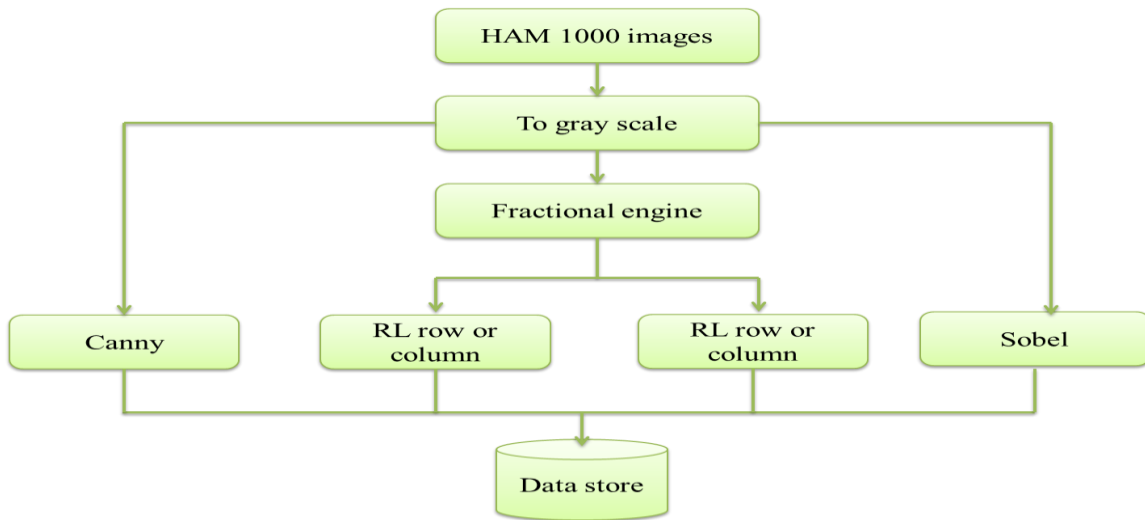 HAM 1000 images
To gray scale
Fractional engine
Canny
RL row or
column
RL row or
column
Sobel
Data store